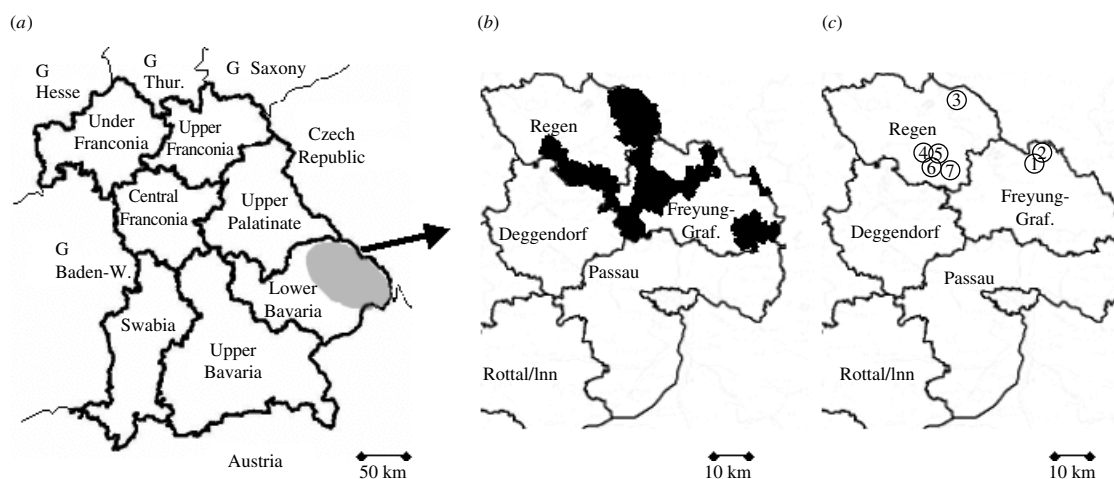 (a)
G
Hesse
G
Thur.
G Saxony
Under
Franconia
Upper
Franconia
Czech
Republic
Central
Franconia
Upper
Palatinate
G
Baden-W.
Lower
Bavaria
Swabia
Upper
Bavaria
Austria
50 km
(b)
Regen
Freyung-
Graf.
Deggendorf
Passau
Rottal/Inn
10 km
(c)
3
Regen
4 5
2
1
6 7
Freyung-
Graf.
Deggendorf
Passau
Rottal/Inn
10 km